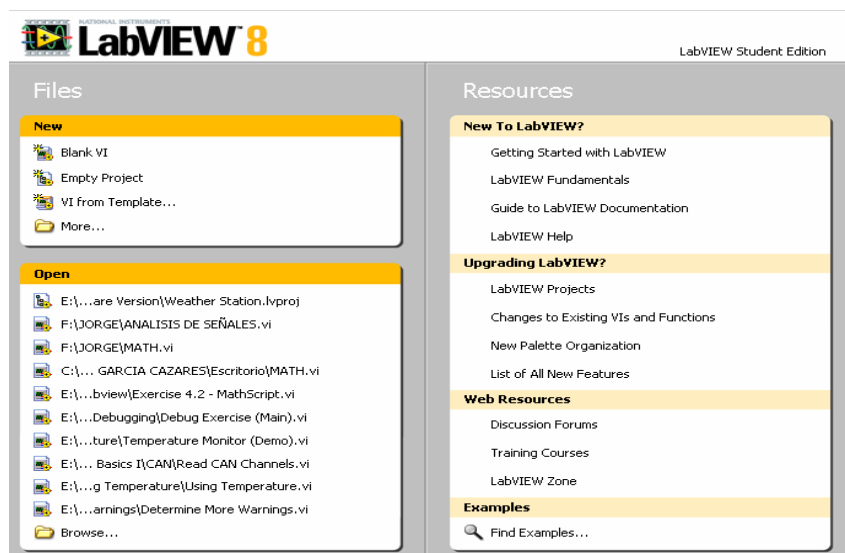 NATIONAL INSTRUMENTS
LabVIEW™ 8
LabVIEW Student Edition
Files
New
Blank VI
Empty Project
VI from Template...
More...
Open
E:\...are Version\Weather Station.lvproj
F:\JORGE\ANALISIS DE SEÑALES.vi
F:\JORGE\MATH.vi
C:\... GARCIA CAZARES\Escritorio\MATH.vi
E:\...bview\Exercise 4.2 - MathScript.vi
E:\...Debugging\Debug Exercise (Main).vi
E:\...ture\Temperature Monitor (Demo).vi
E:\... Basics I\CAN\Read CAN Channels.vi
E:\...g Temperature\Using Temperature.vi
E:\...arnings\Determine More Warnings.vi
Browse...
Resources
New To LabVIEW?
Getting Started with LabVIEW
LabVIEW Fundamentals
Guide to LabVIEW Documentation
LabVIEW Help
Upgrading LabVIEW?
LabVIEW Projects
Changes to Existing VIs and Functions
New Palette Organization
List of All New Features
Web Resources
Discussion Forums
Training Courses
LabVIEW Zone
Examples
Find Examples...